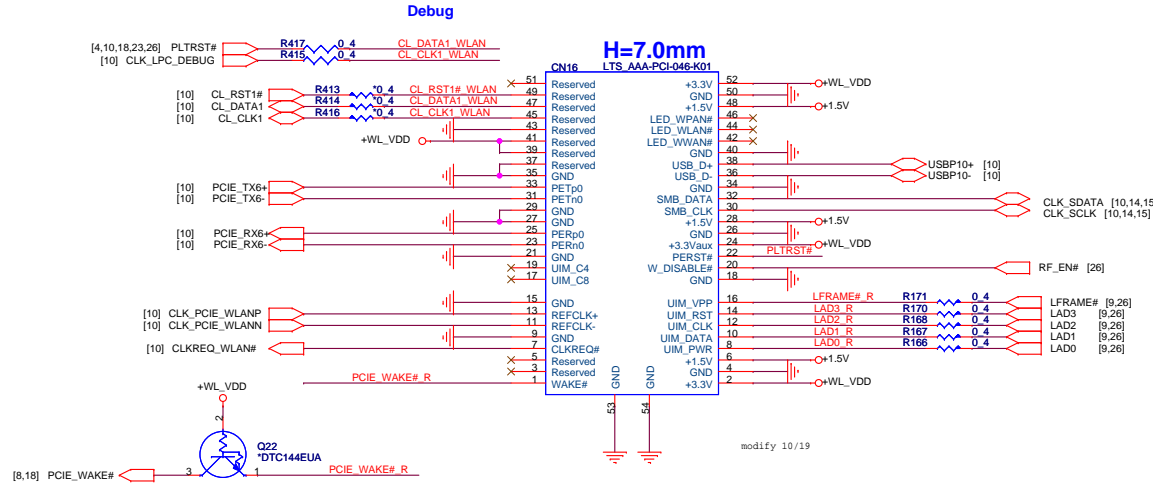 Debug
[4,10,18,23,26] PLTRST# R417 0_4 CL_DATA1_WLAN
[10] CLK_LPC_DEBUG R415 0_4 CL_CLK1_WLAN
H=7.0mm
CN16 LTS_AAA-PCI-046-K01
51 Reserved +3.3V 52 +WL_VDD
[10] CL_RST1# R413 *0_4 CL_RST1#_WLAN 49 Reserved GND 50
[10] CL_DATA1 R414 *0_4 CL_DATA1_WLAN 47 Reserved +1.5V 48 +1.5V
[10] CL_CLK1 R416 *0_4 CL_CLK1_WLAN 45 Reserved LED_WPAN# 46
43 Reserved LED_WLAN# 44
+WL_VDD 41 Reserved LED_WWAN# 42
39 Reserved GND 40
37 Reserved USB_D+ 38 USBP10+ [10]
35 GND USB_D- 36 USBP10- [10]
[10] PCIE_TX6+ 33 PETp0 GND 34
[10] PCIE_TX6- 31 PETn0 SMB_DATA 32 CLK_SDATA [10,14,15
29 GND SMB_CLK 30 CLK_SCLK [10,14,15]
27 GND +1.5V 28 +1.5V
[10] PCIE_RX6+ 25 PERp0 GND 26
[10] PCIE_RX6- 23 PERn0 +3.3Vaux 24 +WL_VDD
21 GND PERST# 22 PLTRST#
19 UIM_C4 W_DISABLE# 20 RF_EN# [26]
17 UIM_C8 GND 18
15 GND UIM_VPP 16 LFRAME#_R R171 0_4 LFRAME# [9,26]
[10] CLK_PCIE_WLANP 13 REFCLK+ UIM_RST 14 LAD3_R R170 0_4 LAD3 [9,26]
[10] CLK_PCIE_WLANN 11 REFCLK- UIM_CLK 12 LAD2_R R168 0_4 LAD2 [9,26]
9 GND UIM_DATA 10 LAD1_R R167 0_4 LAD1 [9,26]
[10] CLKREQ_WLAN# 7 CLKREQ# UIM_PWR 8 LAD0_R R166 0_4 LAD0 [9,26]
5 Reserved +1.5V 6 +1.5V
3 Reserved GND 4
PCIE_WAKE#_R 1 WAKE# +3.3V 2 +WL_VDD
GND GND
53 54
+WL_VDD
2
modify 10/19
Q22
*DTC144EUA
[8,18] PCIE_WAKE# 3 1 PCIE_WAKE#_R